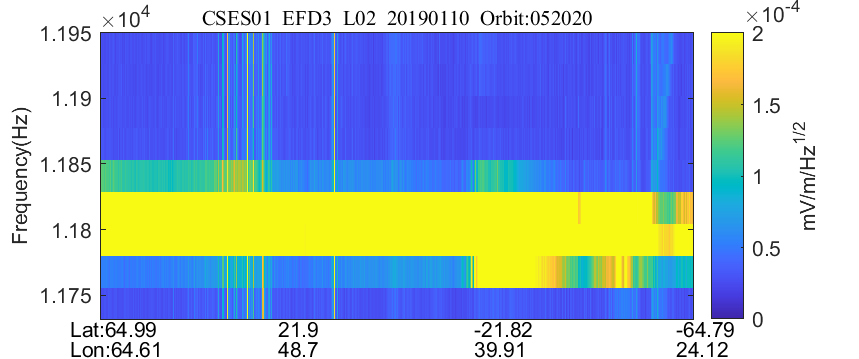 CSES01 EFD3 L02 20190110 Orbit:052020
×10⁴
×10⁻⁴
1.195
1.19
1.185
1.18
1.175
Frequency(Hz)
2
1.5
1
0.5
0
mV/m/Hz^1/2
Lat:64.99 21.9 -21.82 -64.79
Lon:64.61 48.7 39.91 24.12